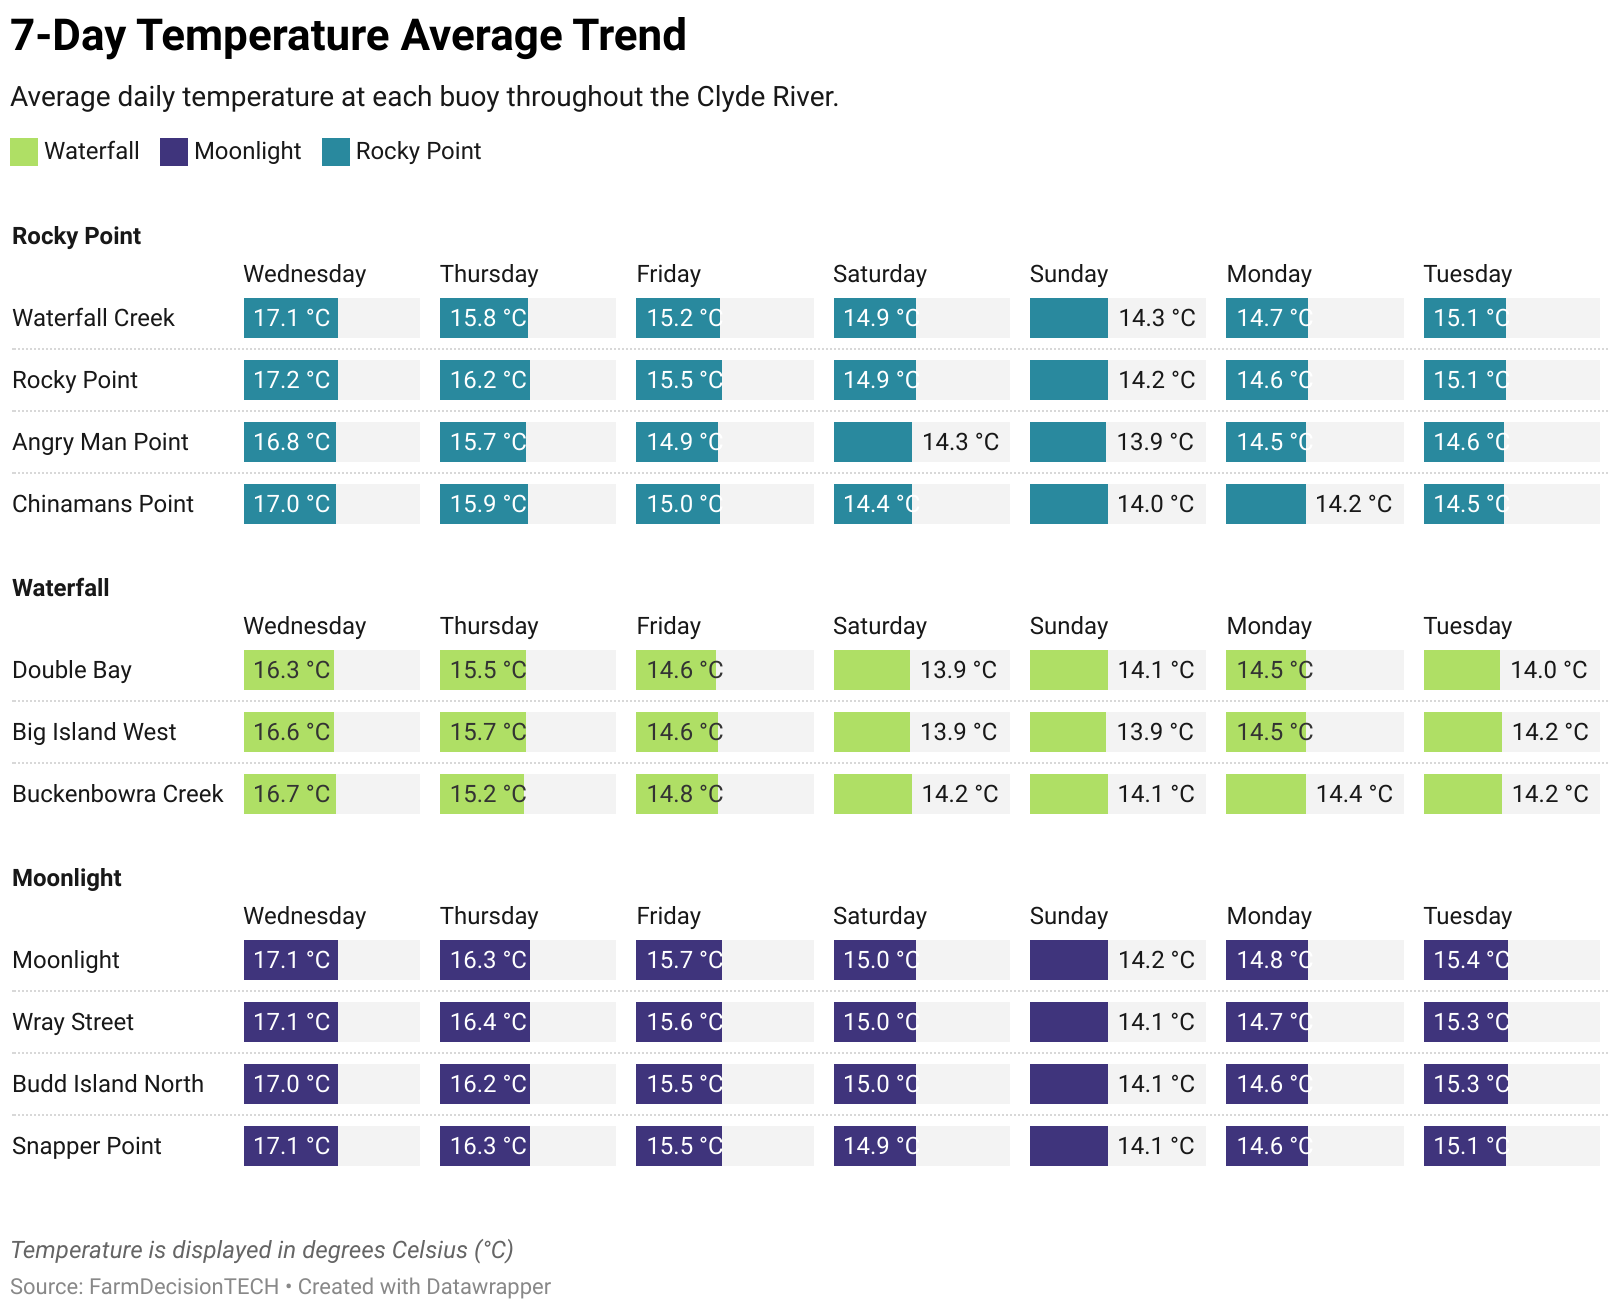 7-Day Temperature Average Trend
Average daily temperature at each buoy throughout the Clyde River.
Waterfall Moonlight Rocky Point
Rocky Point
Wednesday Thursday Friday Saturday Sunday Monday Tuesday
Waterfall Creek 17.1 °C 15.8 °C 15.2 °C 14.9 °C 14.3 °C 14.7 °C 15.1 °C
Rocky Point 17.2 °C 16.2 °C 15.5 °C 14.9 °C 14.2 °C 14.6 °C 15.1 °C
Angry Man Point 16.8 °C 15.7 °C 14.9 °C 14.3 °C 13.9 °C 14.5 °C 14.6 °C
Chinamans Point 17.0 °C 15.9 °C 15.0 °C 14.4 °C 14.0 °C 14.2 °C 14.5 °C
Waterfall
Wednesday Thursday Friday Saturday Sunday Monday Tuesday
Double Bay 16.3 °C 15.5 °C 14.6 °C 13.9 °C 14.1 °C 14.5 °C 14.0 °C
Big Island West 16.6 °C 15.7 °C 14.6 °C 13.9 °C 13.9 °C 14.5 °C 14.2 °C
Buckenbowra Creek 16.7 °C 15.2 °C 14.8 °C 14.2 °C 14.1 °C 14.4 °C 14.2 °C
Moonlight
Wednesday Thursday Friday Saturday Sunday Monday Tuesday
Moonlight 17.1 °C 16.3 °C 15.7 °C 15.0 °C 14.2 °C 14.8 °C 15.4 °C
Wray Street 17.1 °C 16.4 °C 15.6 °C 15.0 °C 14.1 °C 14.7 °C 15.3 °C
Budd Island North 17.0 °C 16.2 °C 15.5 °C 15.0 °C 14.1 °C 14.6 °C 15.3 °C
Snapper Point 17.1 °C 16.3 °C 15.5 °C 14.9 °C 14.1 °C 14.6 °C 15.1 °C
Temperature is displayed in degrees Celsius (°C)
Source: FarmDecisionTECH • Created with Datawrapper